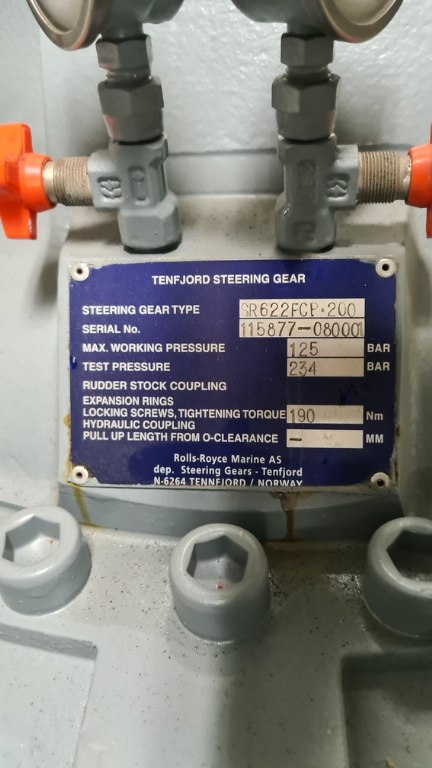 TENFJORD STEERING GEAR
STEERING GEAR TYPE SR622FCP-200
SERIAL No. 115877-080001
MAX. WORKING PRESSURE 125 BAR
TEST PRESSURE 234 BAR
RUDDER STOCK COUPLING
EXPANSION RINGS
LOCKING SCREWS, TIGHTENING TORQUE 190 Nm
HYDRAULIC COUPLING
PULL UP LENGTH FROM O-CLEARANCE - MM
Rolls-Royce Marine AS
dep. Steering Gears - Tenfjord
N-6264 TENNFJORD / NORWAY